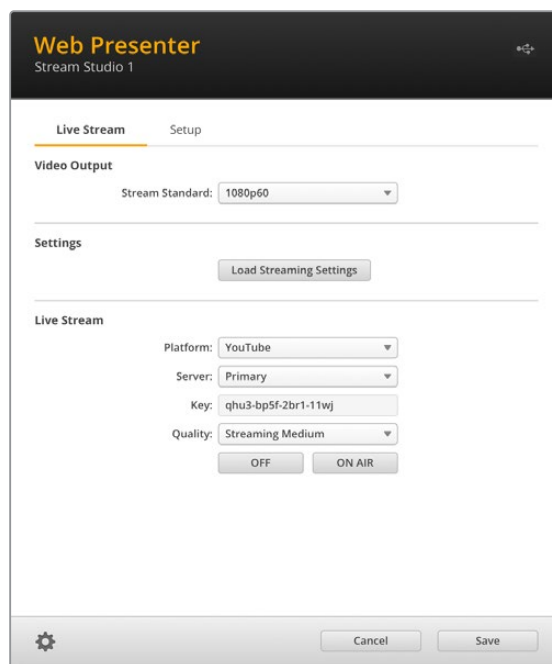 Web Presenter
Stream Studio 1
Live Stream Setup
Video Output
Stream Standard: 1080p60
Settings
Load Streaming Settings
Live Stream
Platform: YouTube
Server: Primary
Key: qhu3-bp5f-2br1-11wj
Quality: Streaming Medium
OFF ON AIR
Cancel Save